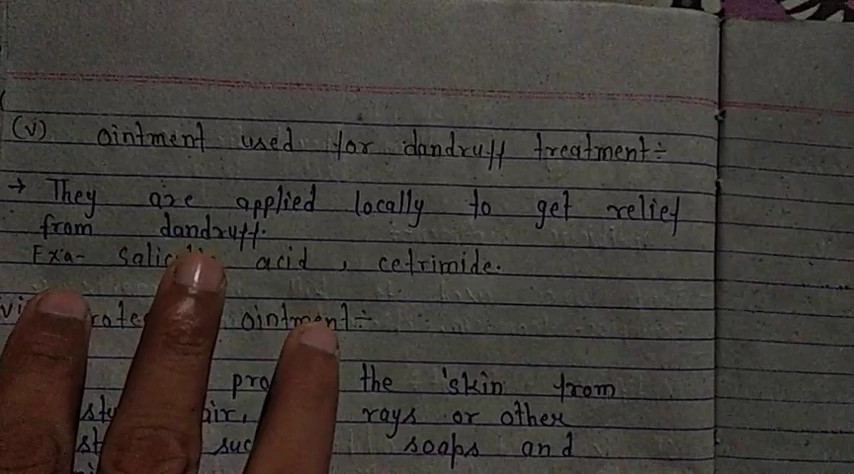 (v) ointment used for dandruff treatment÷
→ They are applied locally to get relief
from dandruff.
Exa- acid , cetrimide.
ointment÷
the skin from
rays or other
soaps and